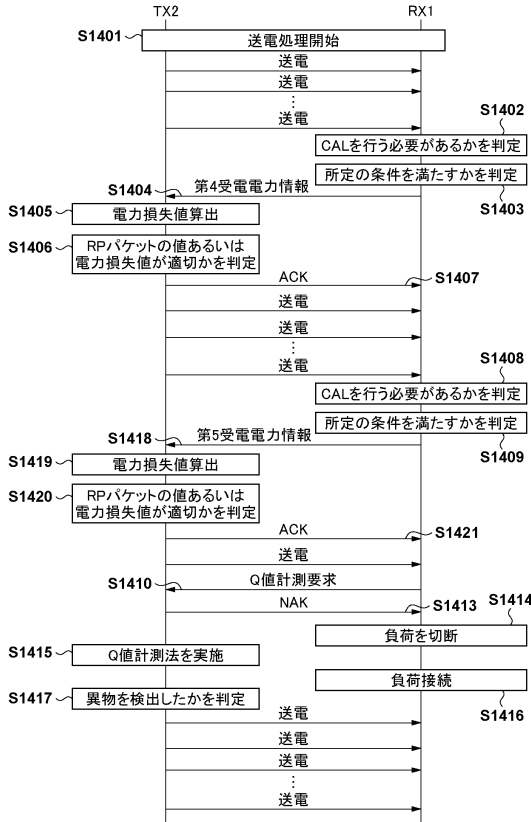 TX2
RX1
S1401
送電処理開始
送電
送電
⋮
送電
S1402
CALを行う必要があるかを判定
所定の条件を満たすかを判定
S1403
S1404
第4受電電力情報
S1405
電力損失値算出
S1406
RPパケットの値あるいは
電力損失値が適切かを判定
ACK
S1407
送電
送電
⋮
送電
S1408
CALを行う必要があるかを判定
所定の条件を満たすかを判定
S1409
S1418
第5受電電力情報
S1419
電力損失値算出
S1420
RPパケットの値あるいは
電力損失値が適切かを判定
ACK
S1421
送電
S1410
Q値計測要求
NAK
S1413
S1414
負荷を切断
S1415
Q値計測法を実施
負荷接続
S1416
S1417
異物を検出したかを判定
送電
送電
送電
⋮
送電